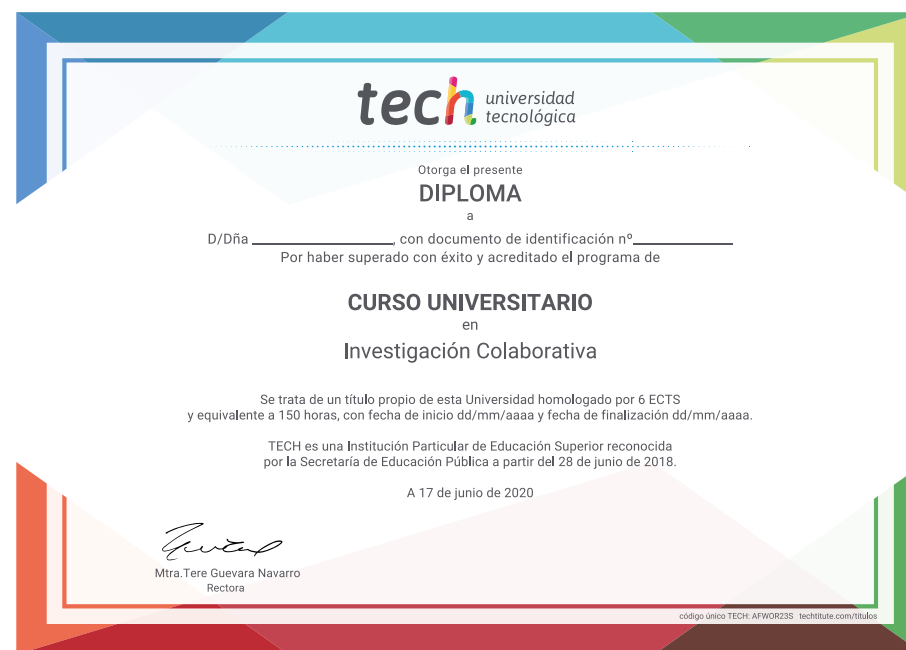 tech universidad
tecnológica
Otorga el presente
DIPLOMA
a
D/Dña ________________, con documento de identificación nº____________
Por haber superado con éxito y acreditado el programa de
CURSO UNIVERSITARIO
en
Investigación Colaborativa
Se trata de un título propio de esta Universidad homologado por 6 ECTS
y equivalente a 150 horas, con fecha de inicio dd/mm/aaaa y fecha de finalización dd/mm/aaaa.
TECH es una Institución Particular de Educación Superior reconocida
por la Secretaría de Educación Pública a partir del 28 de junio de 2018.
A 17 de junio de 2020
Mtra.Tere Guevara Navarro
Rectora
código único TECH: AFWOR23S techtitute.com/titulos